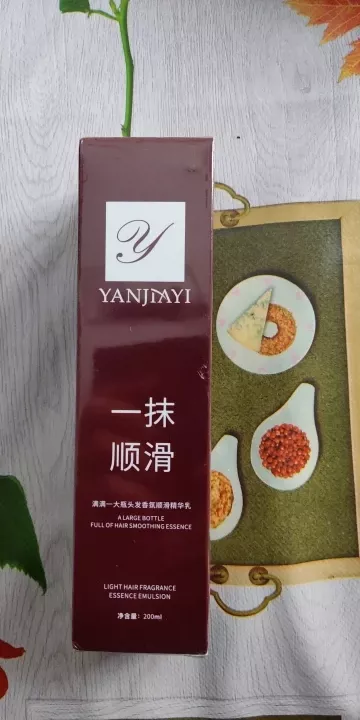 Y
YANJIAYI
一抹
顺滑
满满一大瓶头发香氛顺滑精华乳
A LARGE BOTTLE
FULL OF HAIR SMOOTHING ESSENCE
LIGHT HAIR FRAGRANCE
ESSENCE EMULSION
净含量：200ml